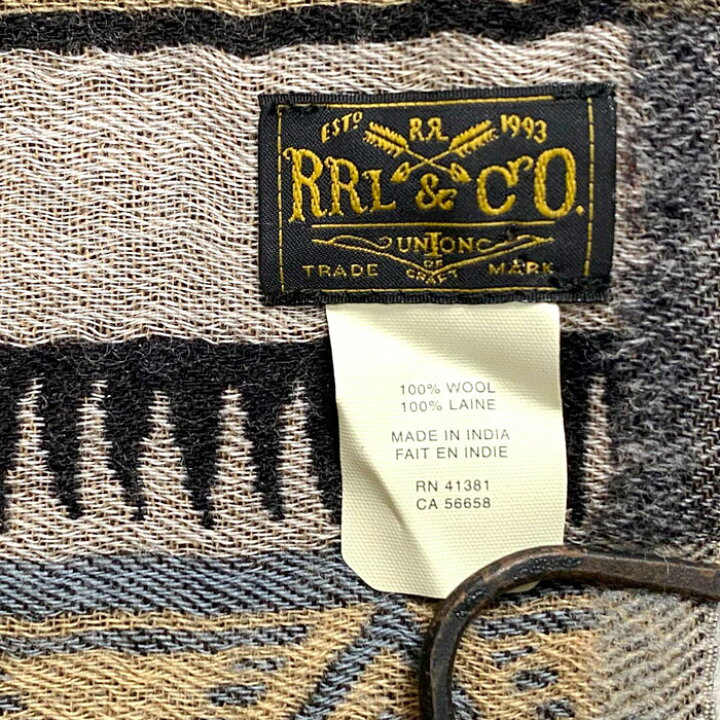 ESTD R.R. 1993
RRL & CO.
UNION
OF
TRADE CRAFT MARK
100% WOOL
100% LAINE
MADE IN INDIA
FAIT EN INDIE
RN 41381
CA 56658